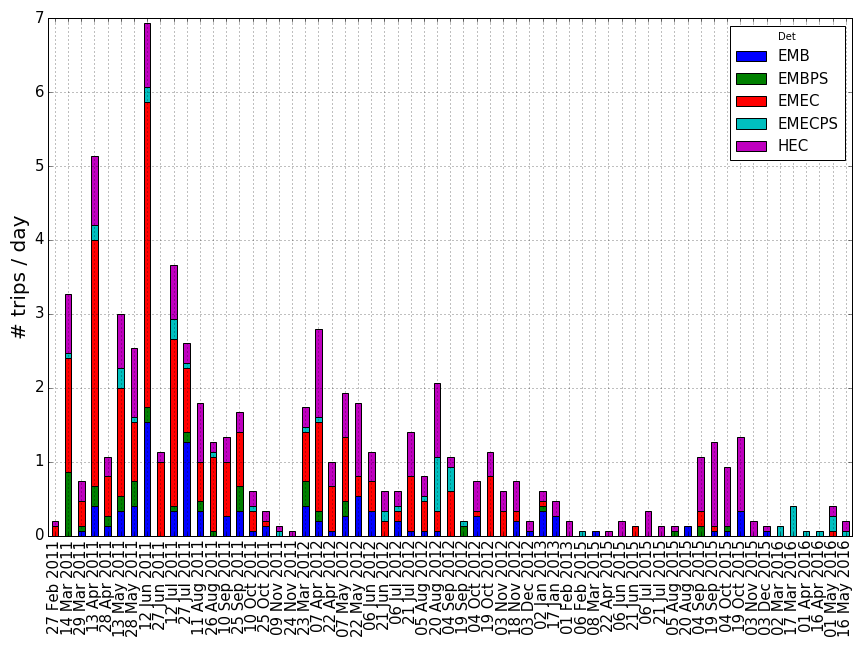 # trips / day
7
6
5
4
3
2
1
0
Det
EMB
EMBPS
EMEC
EMECPS
HEC
27 Feb 2011
14 Mar 2011
29 Mar 2011
13 Apr 2011
28 Apr 2011
13 May 2011
28 May 2011
12 Jun 2011
27 Jun 2011
12 Jul 2011
27 Jul 2011
11 Aug 2011
26 Aug 2011
10 Sep 2011
25 Sep 2011
10 Oct 2011
25 Oct 2011
09 Nov 2011
24 Nov 2011
23 Mar 2012
07 Apr 2012
22 Apr 2012
07 May 2012
22 May 2012
06 Jun 2012
21 Jun 2012
06 Jul 2012
21 Jul 2012
05 Aug 2012
20 Aug 2012
04 Sep 2012
19 Sep 2012
04 Oct 2012
19 Oct 2012
03 Nov 2012
18 Nov 2012
03 Dec 2012
02 Jan 2013
17 Jan 2013
01 Feb 2013
06 Feb 2015
08 Mar 2015
22 Apr 2015
06 Jun 2015
21 Jun 2015
06 Jul 2015
21 Jul 2015
05 Aug 2015
20 Aug 2015
04 Sep 2015
19 Sep 2015
04 Oct 2015
19 Oct 2015
03 Nov 2015
03 Dec 2015
02 Mar 2016
17 Mar 2016
01 Apr 2016
16 Apr 2016
01 May 2016
16 May 2016